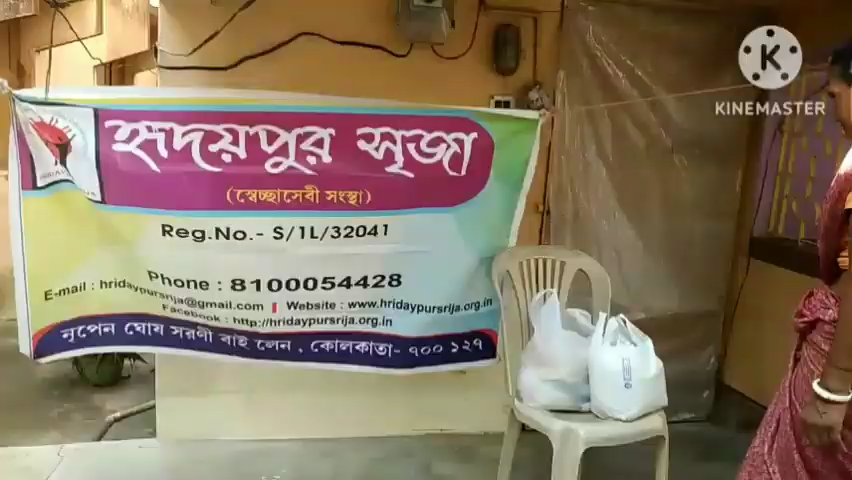 হৃদয়পুর সৃজা
(স্বেচ্ছাসেবী সংস্থা)
Reg.No.- S/1L/32041
Phone : 8100054428
E-mail : hridaypursrija@gmail.com | Website : www.hridaypursrija.org.in
Facebook : http://hridaypursrija.org.in
নৃপেন ঘোষ সরণী বাই লেন , কোলকাতা- ৭০০ ১২৭
K
KINEMASTER